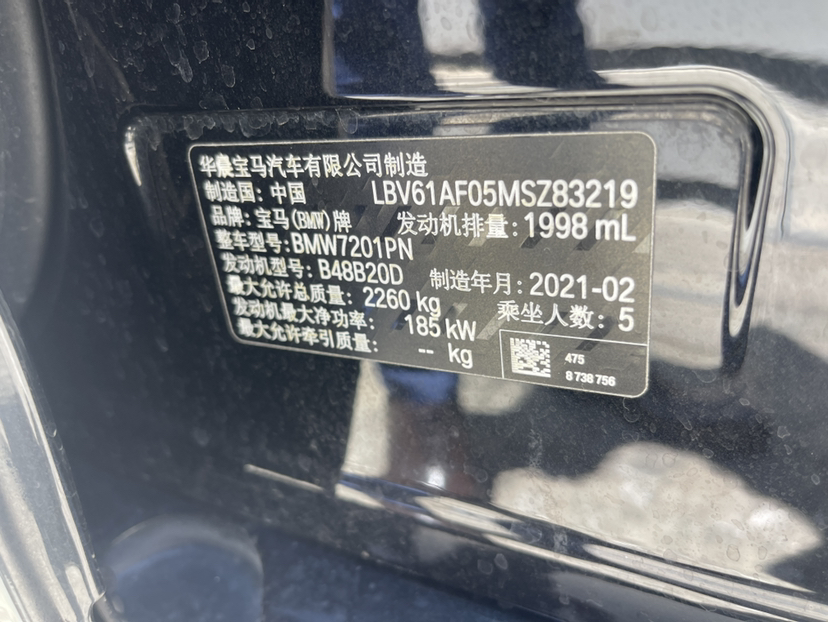 华晨宝马汽车有限公司制造
制造国: 中国 LBV61AF05MSZ83219
品牌: 宝马(BMW)牌 发动机排量: 1998 mL
整车型号: BMW7201PN
发动机型号: B48B20D 制造年月: 2021-02
最大允许总质量: 2260 kg 乘坐人数: 5
发动机最大净功率: 185 kW
最大允许牵引质量: -- kg
475
8 738 756